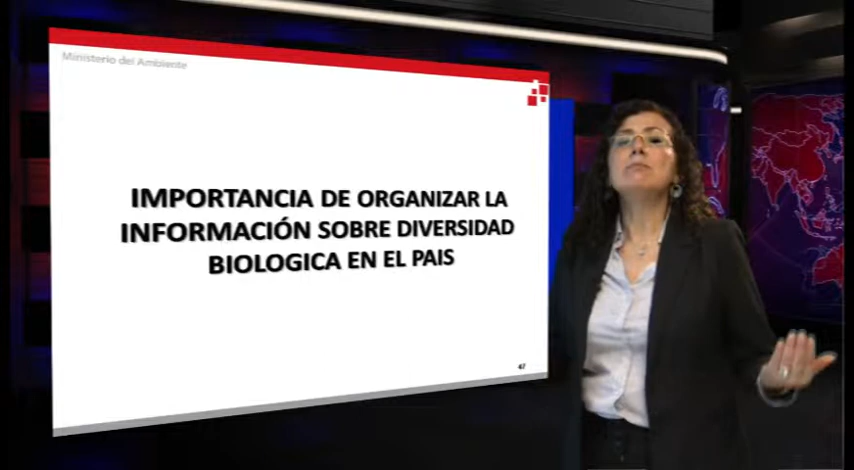 Ministerio del Ambiente
IMPORTANCIA DE ORGANIZAR LA
INFORMACIÓN SOBRE DIVERSIDAD
BIOLOGICA EN EL PAIS
47